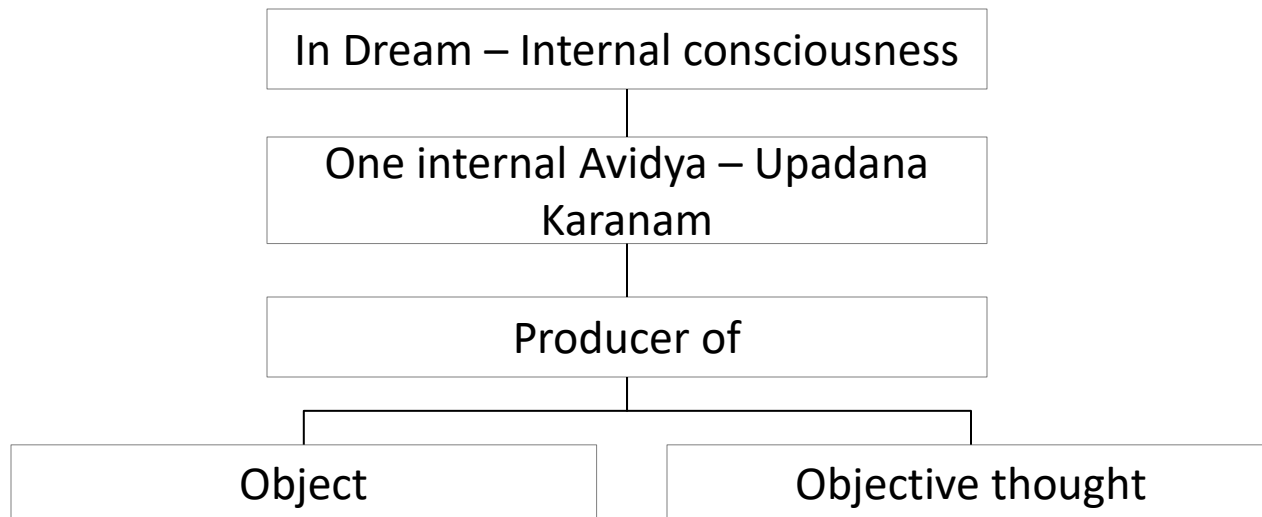 In Dream – Internal consciousness
One internal Avidya – Upadana
Karanam
Producer of
Object
Objective thought